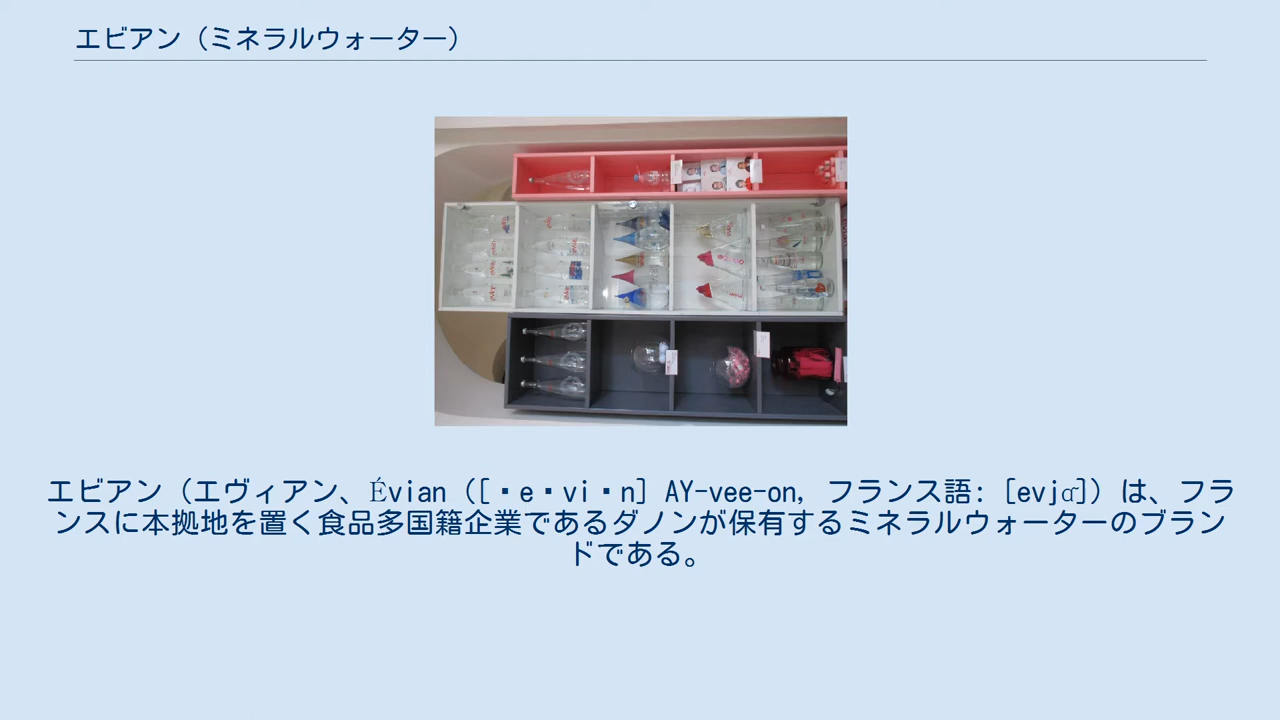 エビアン（ミネラルウォーター）
エビアン（エヴィアン、Évian（[▪e▪vi▪n] AY-vee-on, フランス語: [evjɑ̃]）は、フラ
ンスに本拠地を置く食品多国籍企業であるダノンが保有するミネラルウォーターのブラン
ドである。